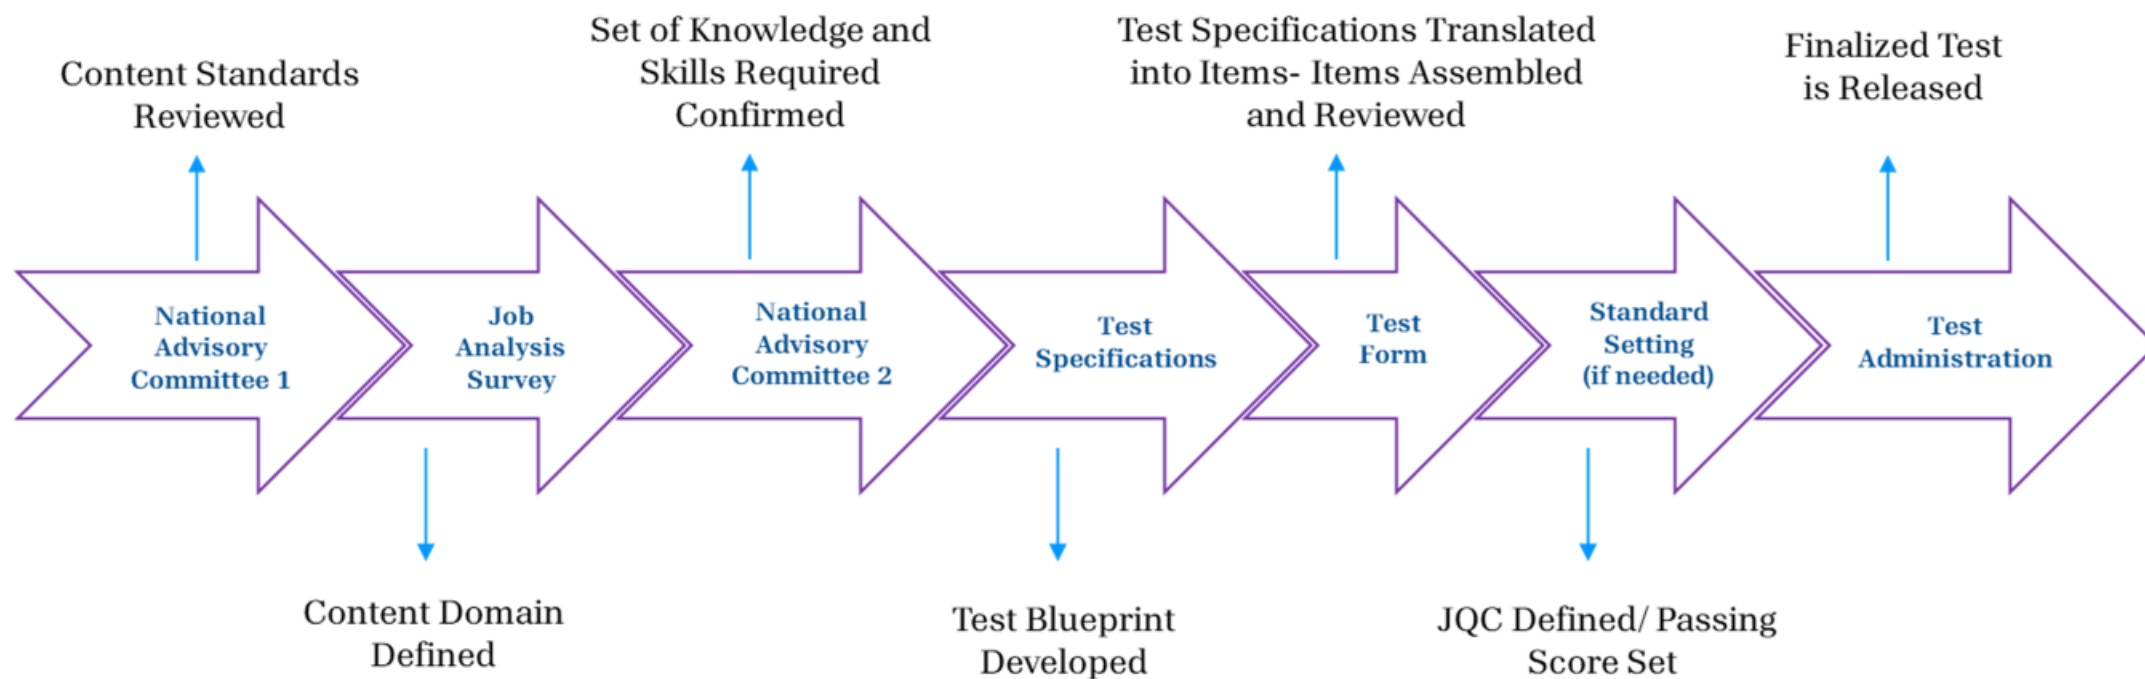 Content Standards
Reviewed
Set of Knowledge and
Skills Required
Confirmed
Test Specifications Translated
into Items- Items Assembled
and Reviewed
Finalized Test
is Released
National
Advisory
Committee 1
Job
Analysis
Survey
National
Advisory
Committee 2
Test
Specifications
Test
Form
Standard
Setting
(if needed)
Test
Administration
Content Domain
Defined
Test Blueprint
Developed
JQC Defined/ Passing
Score Set